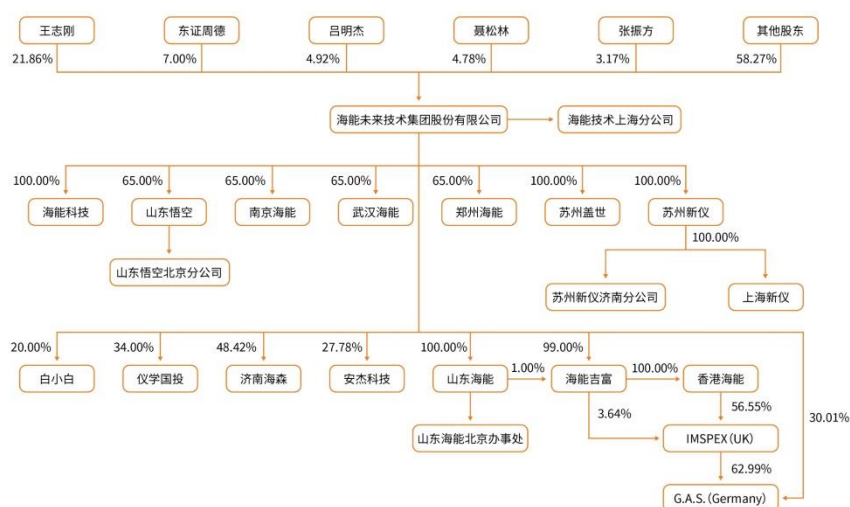 王志刚 东证周德 吕明杰 聂松林 张振方 其他股东
21.86% 7.00% 4.92% 4.78% 3.17% 58.27%
海能未来技术集团股份有限公司 海能技术上海分公司
100.00% 65.00% 65.00% 65.00% 65.00% 100.00% 100.00%
海能科技 山东悟空 南京海能 武汉海能 郑州海能 苏州盖世 苏州新仪
100.00%
山东悟空北京分公司
苏州新仪济南分公司 上海新仪
20.00% 34.00% 48.42% 27.78% 100.00% 99.00%
1.00% 100.00%
白小白 仪学国投 济南海森 安杰科技 山东海能 海能吉富 香港海能
3.64% 56.55% 30.01%
山东海能北京办事处 IMSPEX(UK)
62.99%
G.A.S.(Germany)